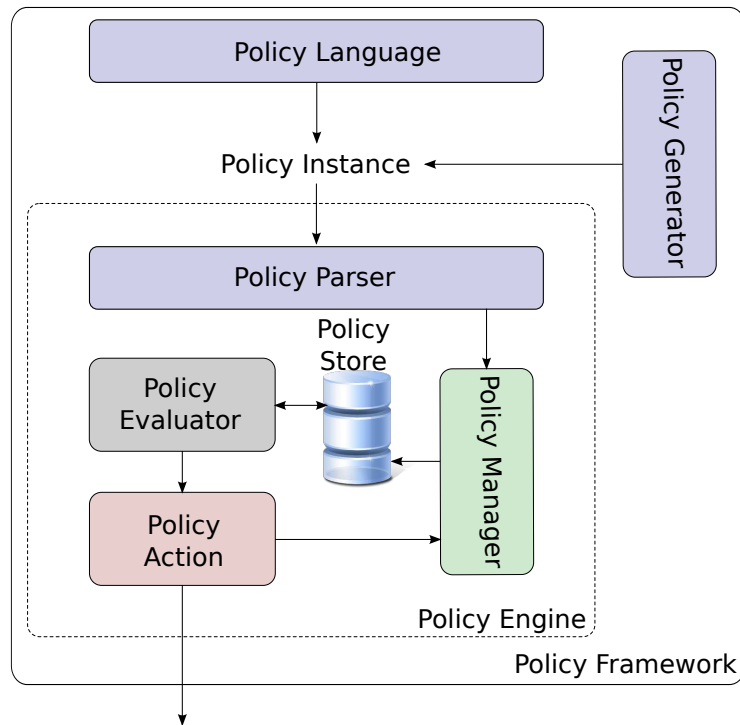 Policy Language
Policy Generator
Policy Instance
Policy Parser
Policy
Store
Policy
Evaluator
Policy Manager
Policy
Action
Policy Engine
Policy Framework